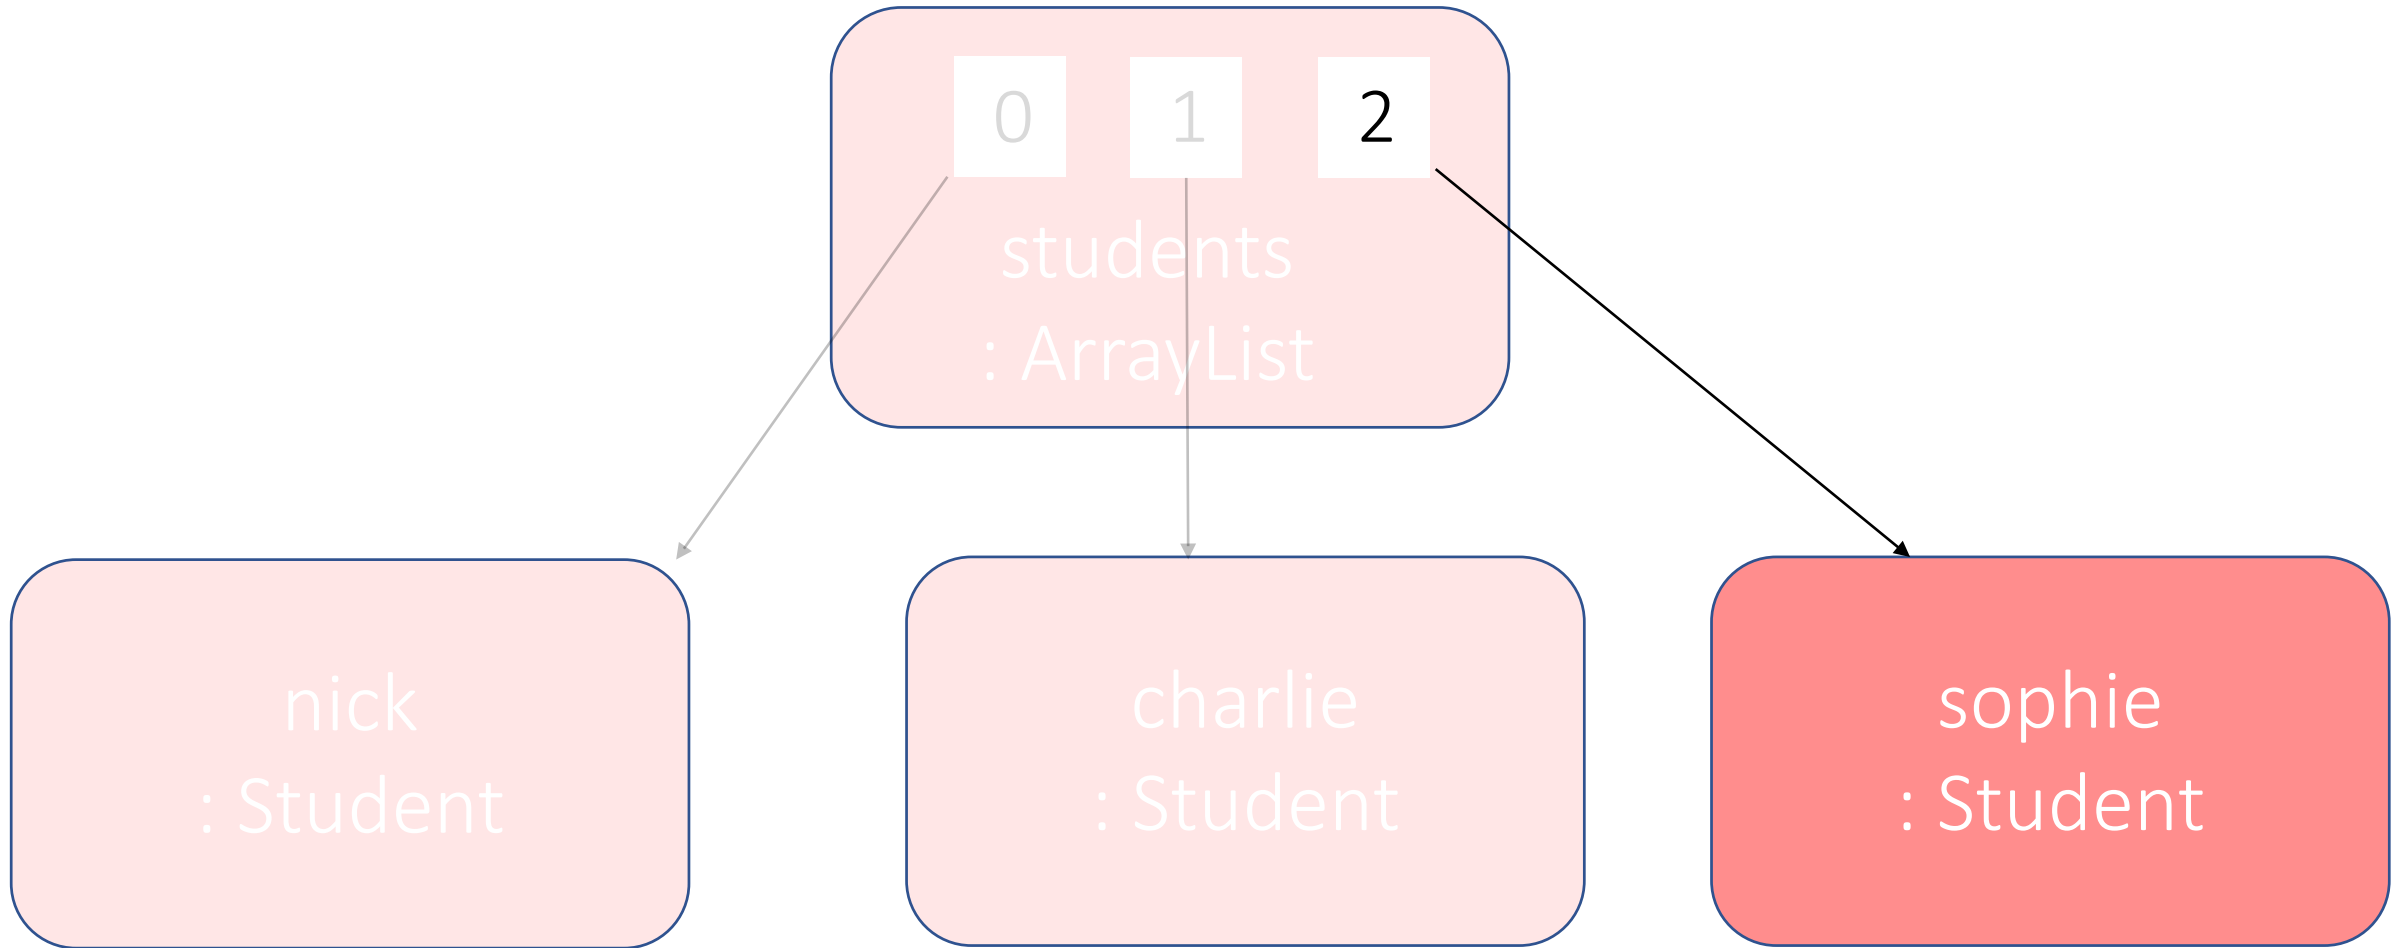 0 1 2
students
: ArrayList
nick
: Student
charlie
: Student
sophie
: Student